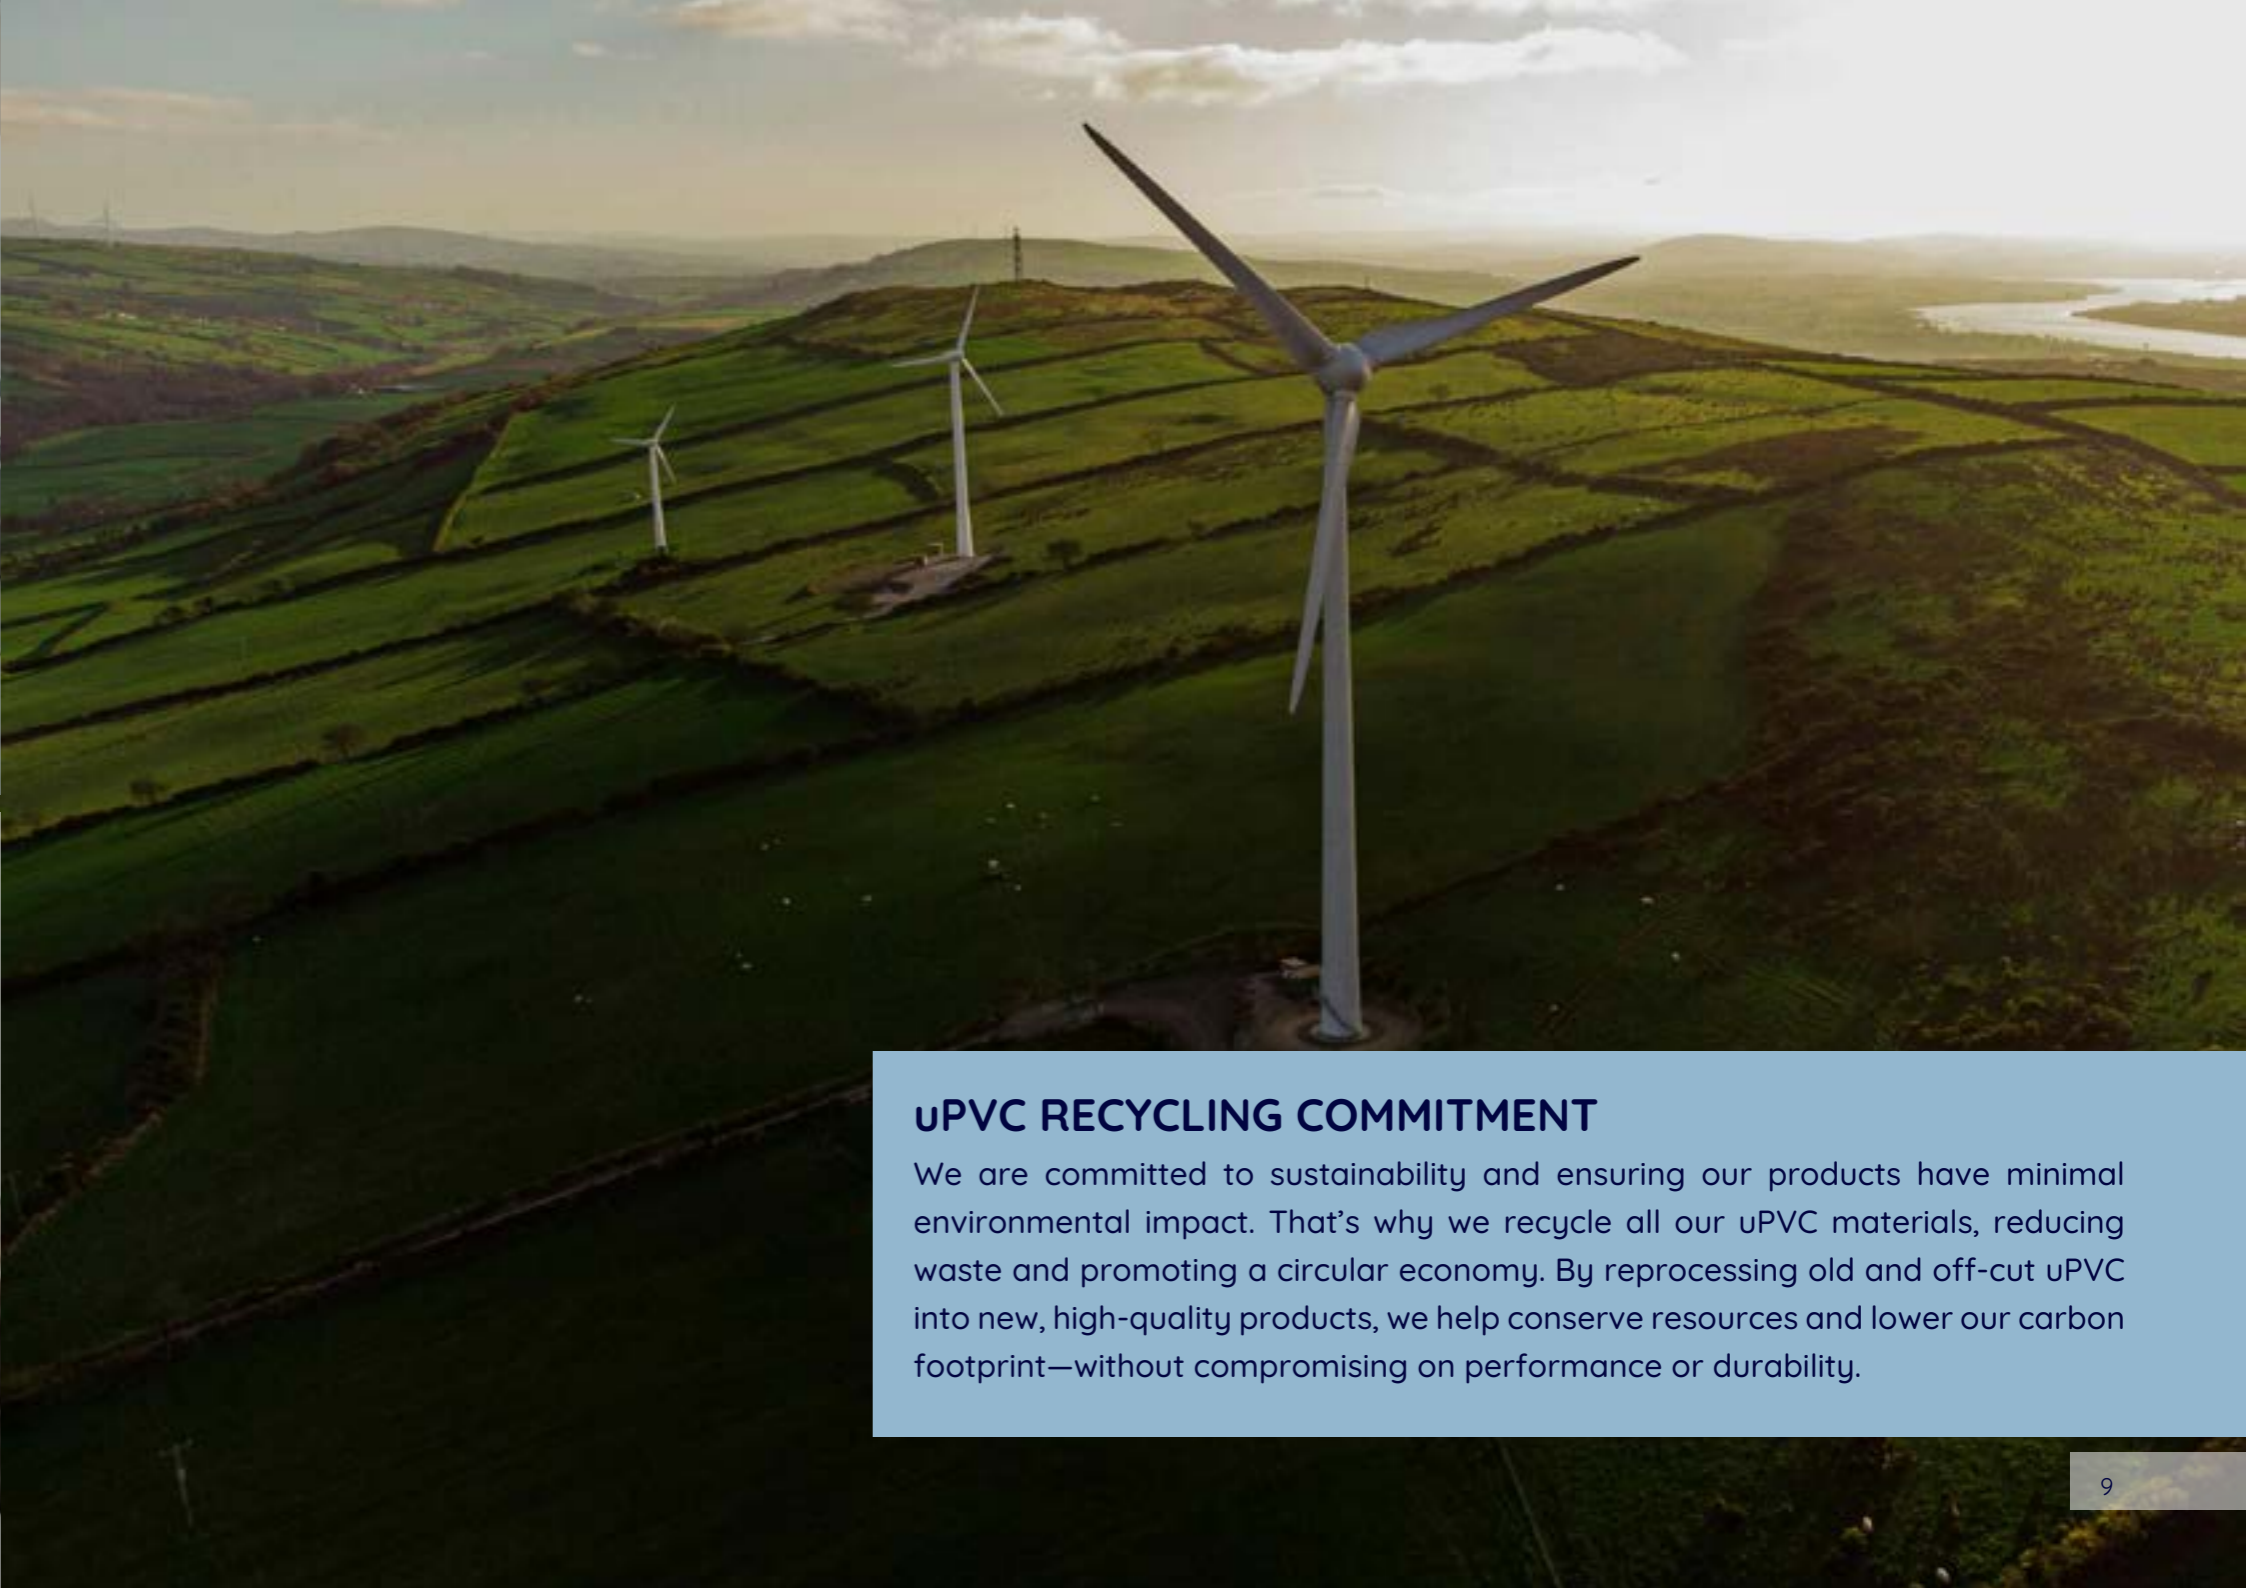 uPVC RECYCLING COMMITMENT
We are committed to sustainability and ensuring our products have minimal
environmental impact. That’s why we recycle all our uPVC materials, reducing
waste and promoting a circular economy. By reprocessing old and off-cut uPVC
into new, high-quality products, we help conserve resources and lower our carbon
footprint—without compromising on performance or durability.
9